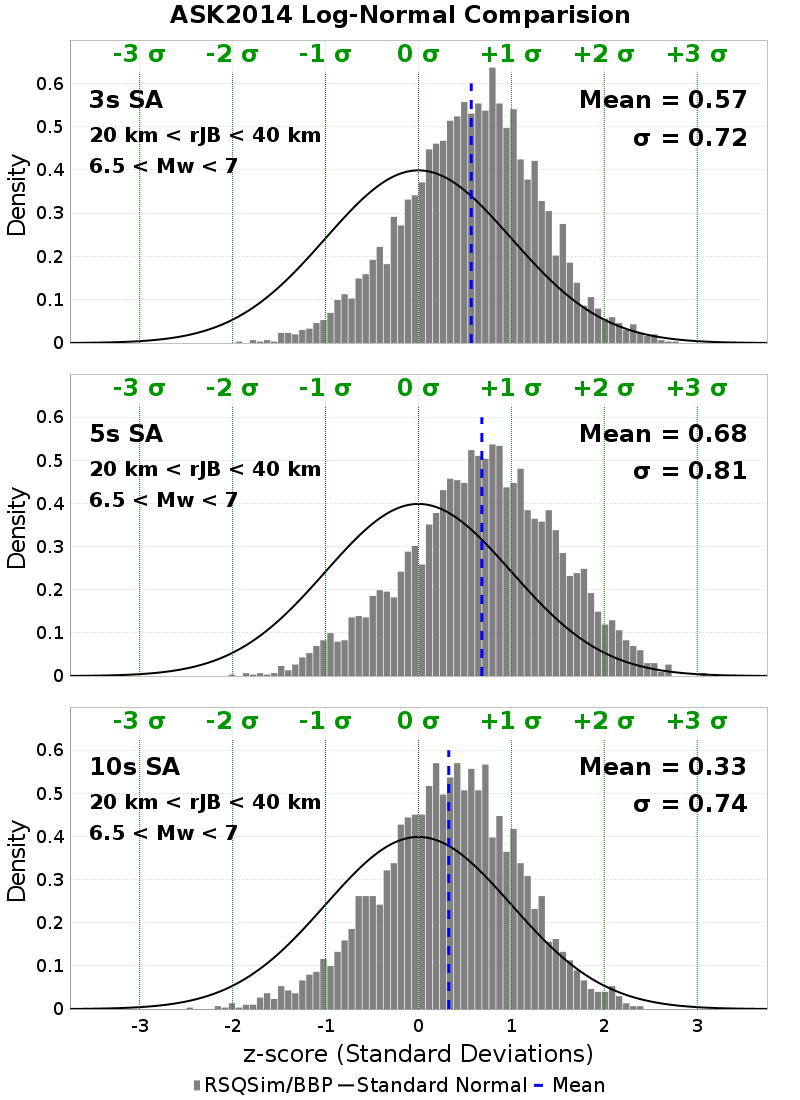 ASK2014 Log-Normal Comparision
-3 σ -2 σ -1 σ 0 σ +1 σ +2 σ +3 σ
3s SA
20 km < rJB < 40 km
6.5 < Mw < 7
Mean = 0.57
σ = 0.72
Density
0.6
0.5
0.4
0.3
0.2
0.1
0
-3 σ -2 σ -1 σ 0 σ +1 σ +2 σ +3 σ
5s SA
20 km < rJB < 40 km
6.5 < Mw < 7
Mean = 0.68
σ = 0.81
Density
0.6
0.5
0.4
0.3
0.2
0.1
0
-3 σ -2 σ -1 σ 0 σ +1 σ +2 σ +3 σ
10s SA
20 km < rJB < 40 km
6.5 < Mw < 7
Mean = 0.33
σ = 0.74
Density
0.6
0.5
0.4
0.3
0.2
0.1
0
-3 -2 -1 0 1 2 3
z-score (Standard Deviations)
RSQSim/BBP Standard Normal Mean